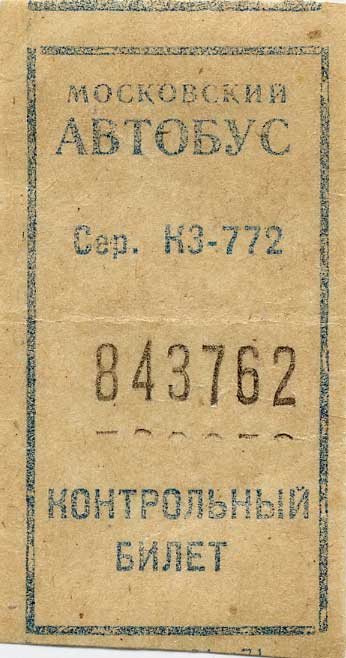 МОСКОВСКИЙ
АВТОБУС
Сер. КЗ-772
843762
КОНТРОЛЬНЫЙ
БИЛЕТ